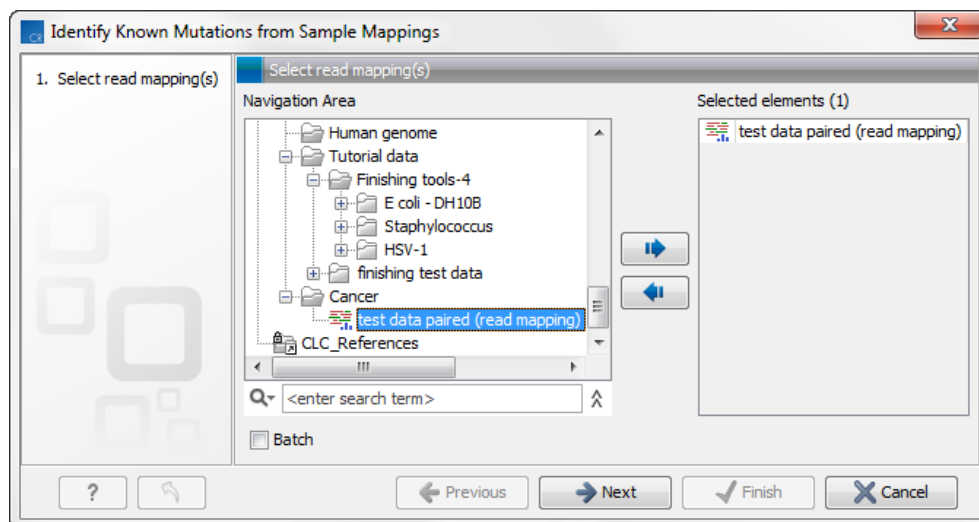 CR Identify Known Mutations from Sample Mappings
1. Select read mapping(s)
Select read mapping(s)
Navigation Area
Human genome
Tutorial data
Finishing tools-4
E coli - DH10B
Staphylococcus
HSV-1
finishing test data
Cancer
test data paired (read mapping)
CLC_References
<enter search term>
Batch
Selected elements (1)
test data paired (read mapping)
? Previous Next Finish Cancel